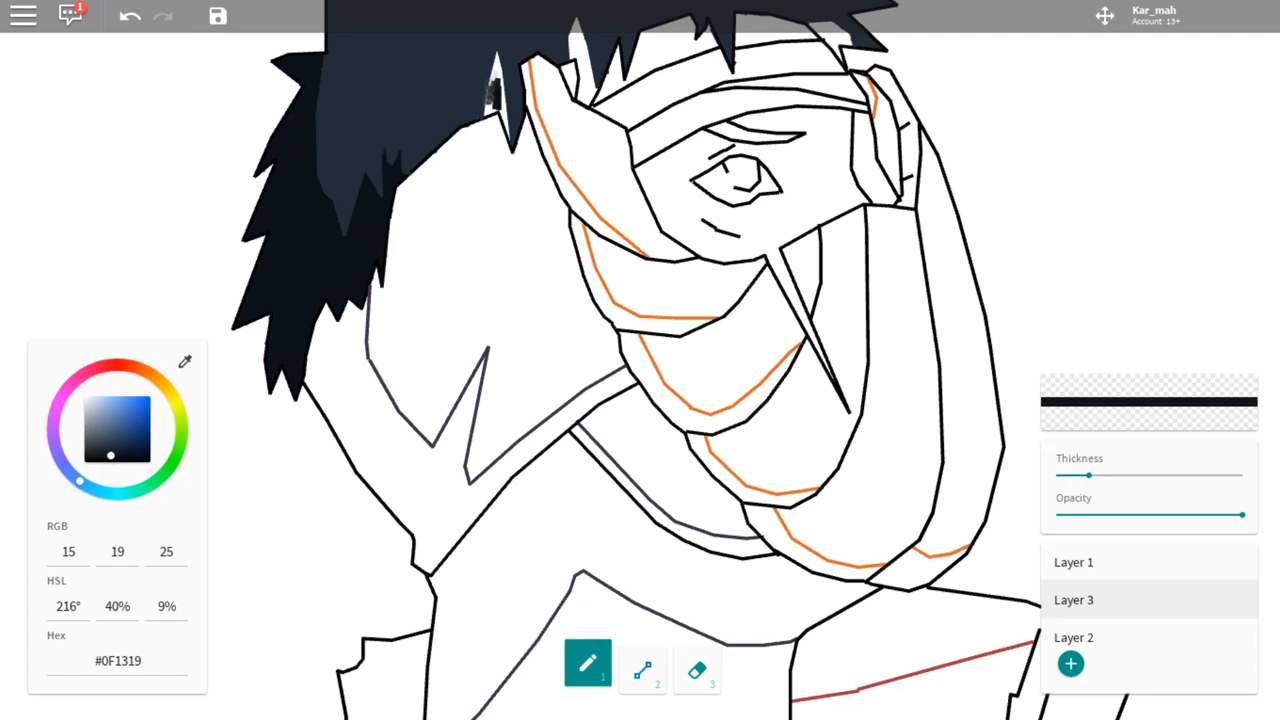 1
Kar_mah
Account: 13+
RGB
15 19 25
HSL
216° 40% 9%
Hex
#0F1319
1
2
3
Thickness
Opacity
Layer 1
Layer 3
Layer 2